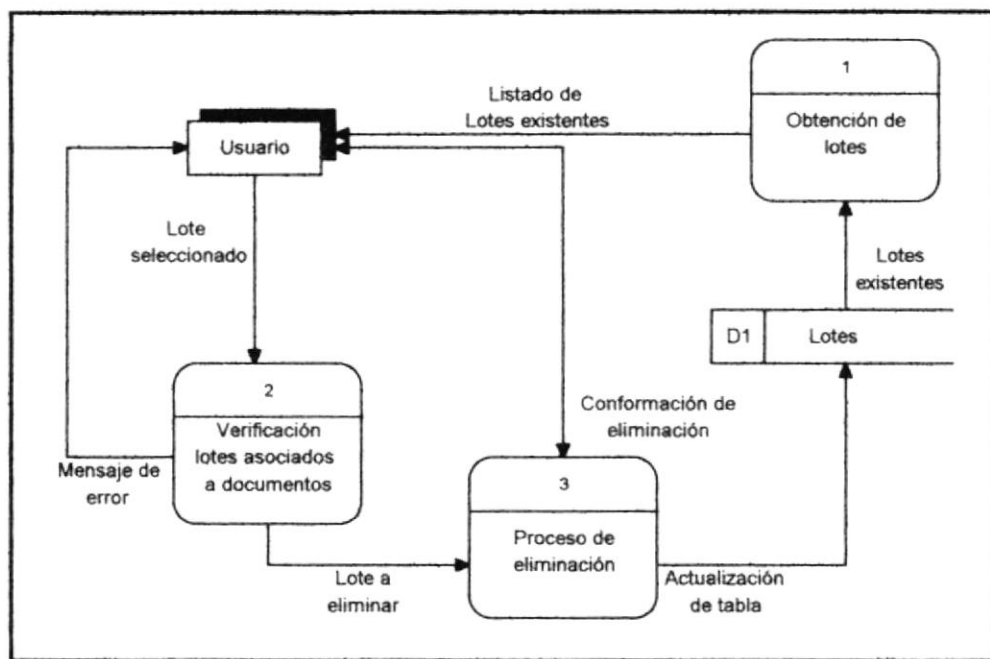 1
Obtención de
lotes
Listado de
Lotes existentes
Usuario
Lote
seleccionado
Lotes
existentes
D1 Lotes
2
Verificación
lotes asociados
a documentos
Mensaje de
error
Conformación de
eliminación
3
Proceso de
eliminación
Lote a
eliminar
Actualización
de tabla